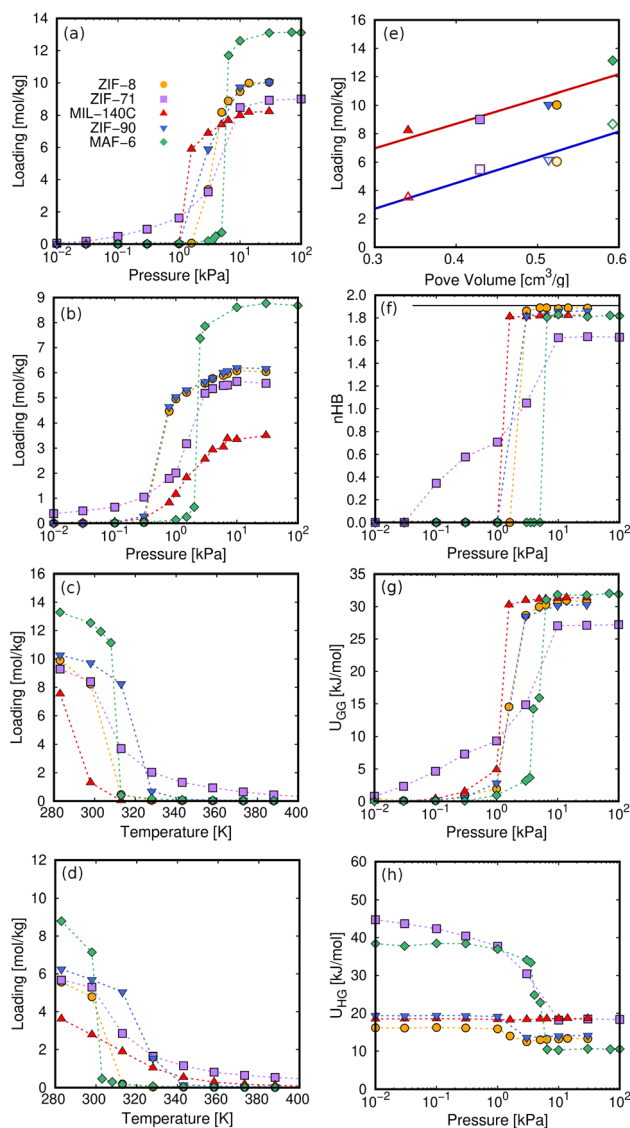 (a)
Loading [mol/kg]
14
12
10
8
6
4
2
0
ZIF-8
ZIF-71
MIL-140C
ZIF-90
MAF-6
10⁻² 10⁻¹ 10⁰ 10¹ 10²
Pressure [kPa]
(e)
Loading [mol/kg]
16
14
12
10
8
6
4
2
0
0.3 0.4 0.5 0.6
Pove Volume [cm³/g]
(b)
Loading [mol/kg]
9
8
7
6
5
4
3
2
1
0
10⁻² 10⁻¹ 10⁰ 10¹ 10²
Pressure [kPa]
(f)
nHB
2.0
1.8
1.6
1.4
1.2
1.0
0.8
0.6
0.4
0.2
0.0
10⁻² 10⁻¹ 10⁰ 10¹ 10²
Pressure [kPa]
(c)
Loading [mol/kg]
16
14
12
10
8
6
4
2
0
280 300 320 340 360 380 400
Temperature [K]
(g)
U_GG [kJ/mol]
35
30
25
20
15
10
5
0
10⁻² 10⁻¹ 10⁰ 10¹ 10²
Pressure [kPa]
(d)
Loading [mol/kg]
12
10
8
6
4
2
0
280 300 320 340 360 380 400
Temperature [K]
(h)
U_HG [kJ/mol]
60
50
40
30
20
10
0
10⁻² 10⁻¹ 10⁰ 10¹ 10²
Pressure [kPa]